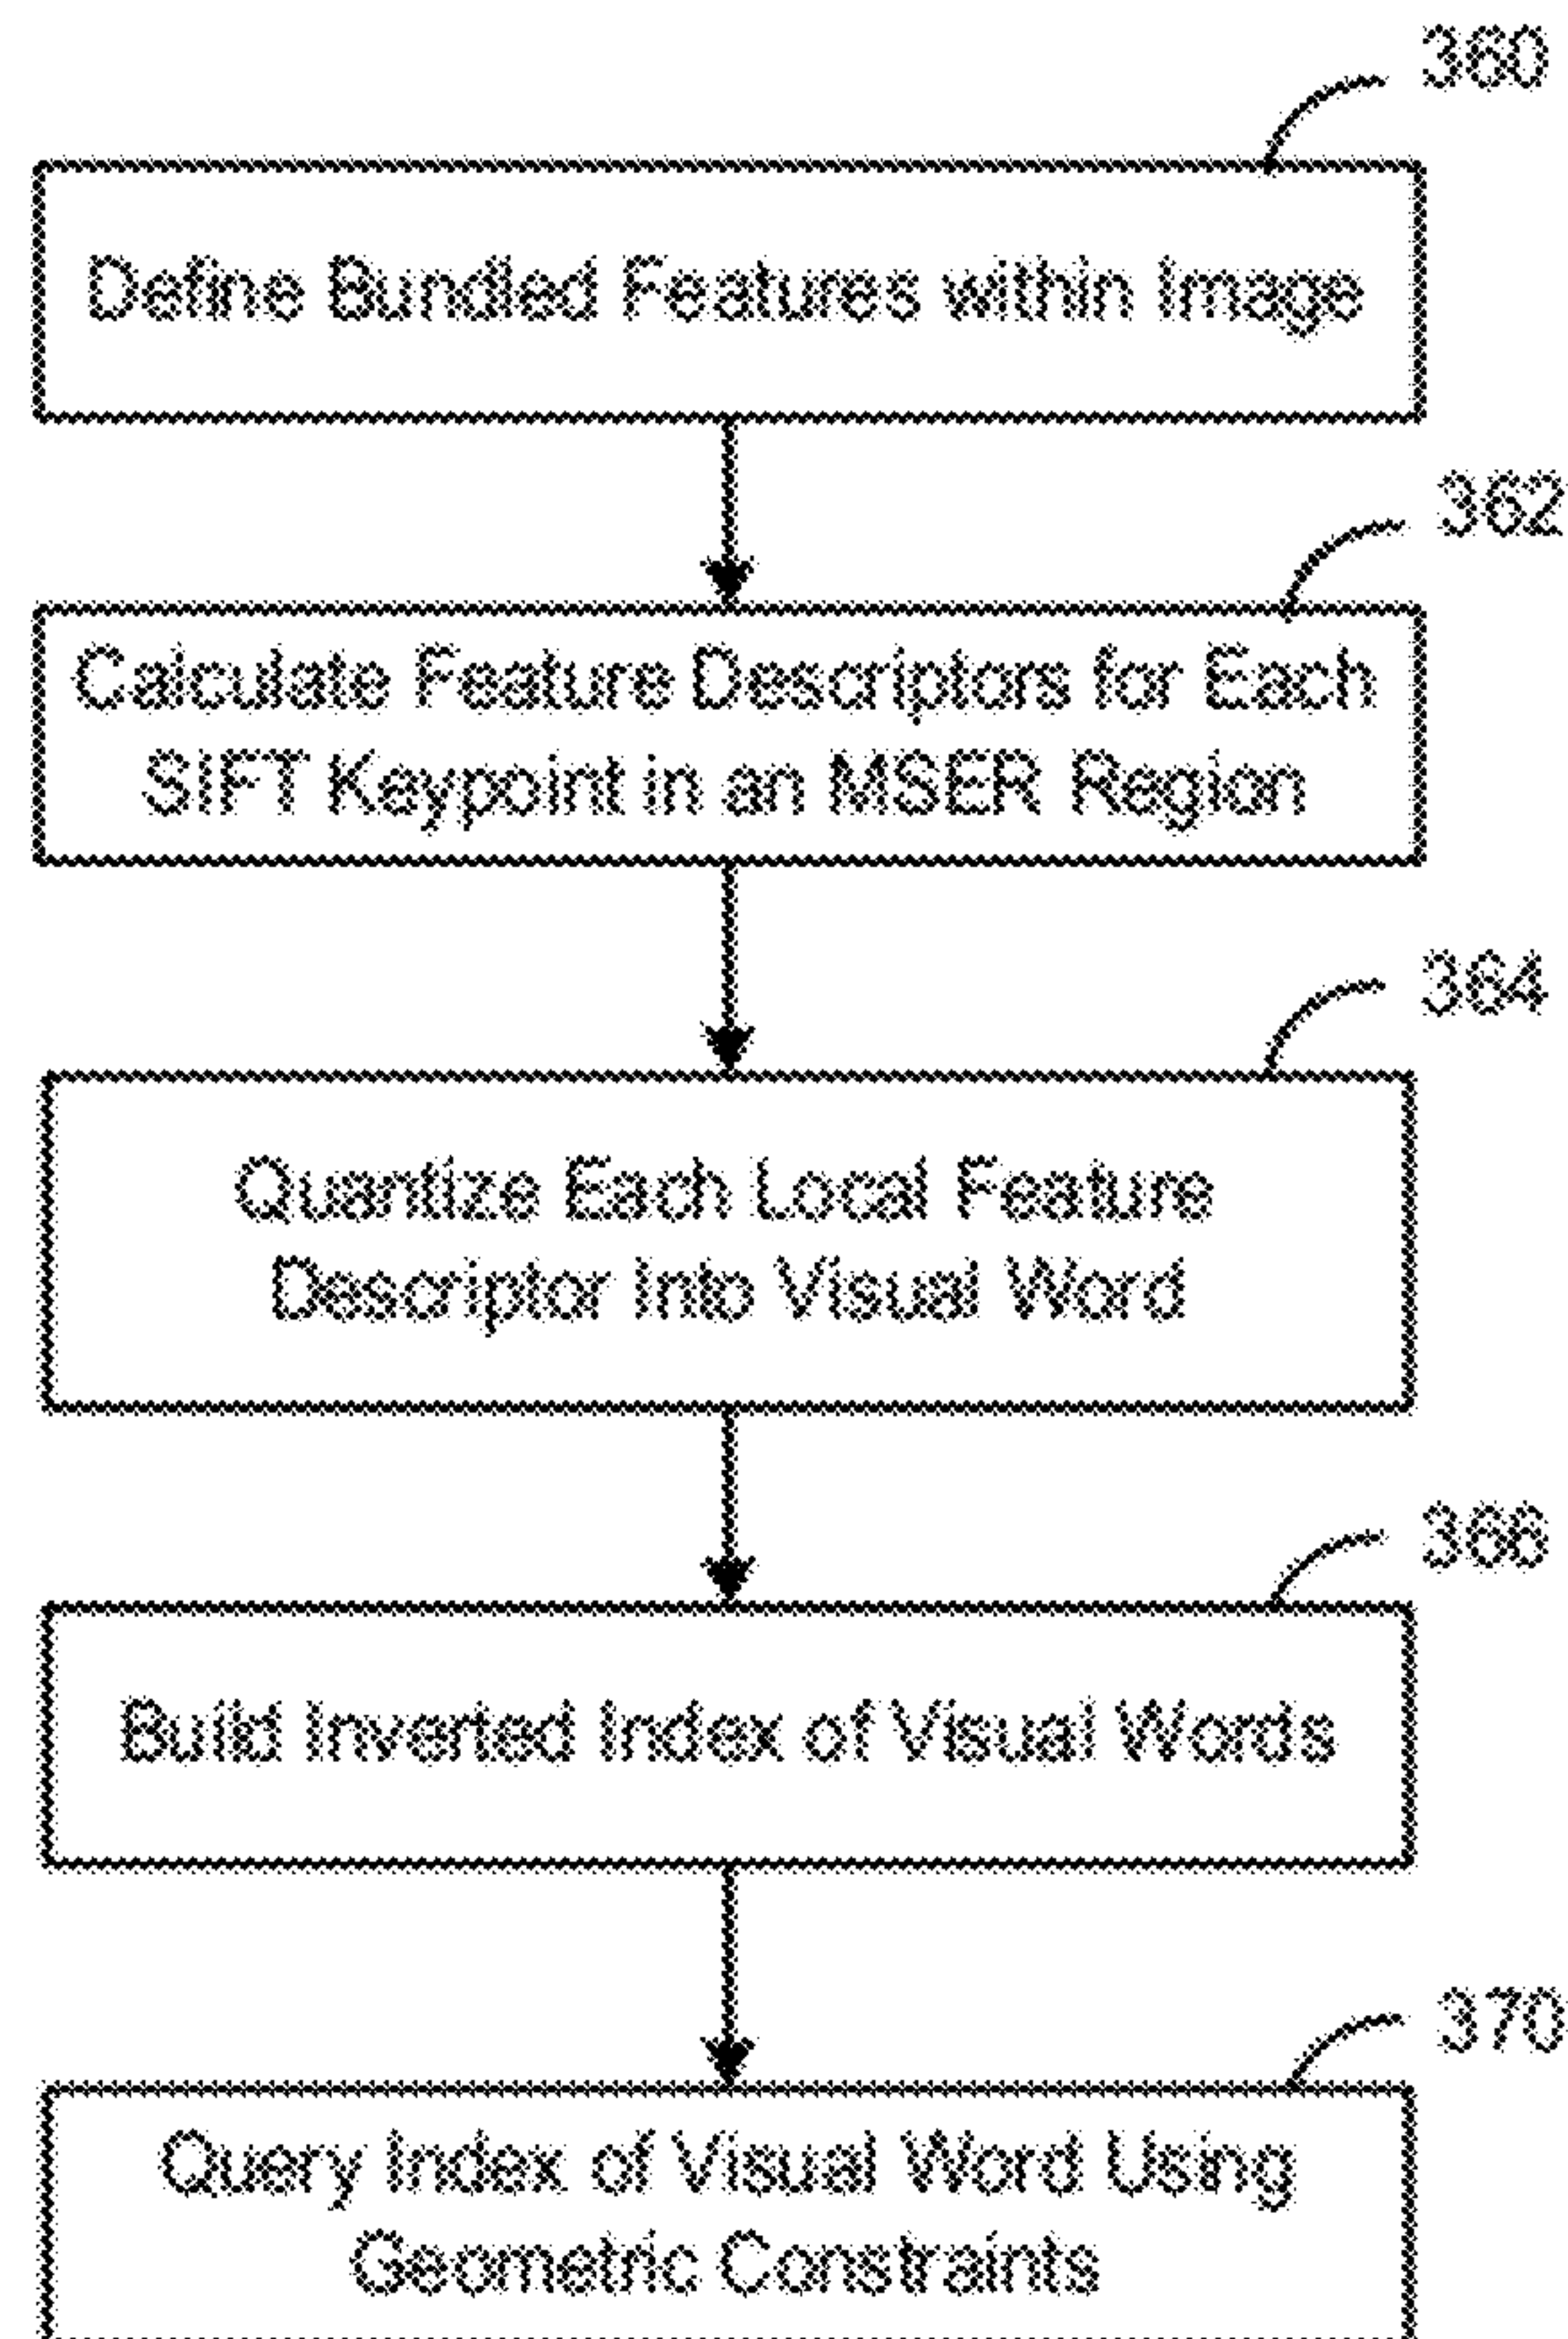 360
Define Bundled Features within Image
362
Calculate Feature Descriptors for Each
SIFT Keypoint in an MSER Region
364
Quantize Each Local Feature
Descriptor Into Visual Word
366
Build Inverted Index of Visual Words
370
Query Index of Visual Word Using
Geometric Constraints